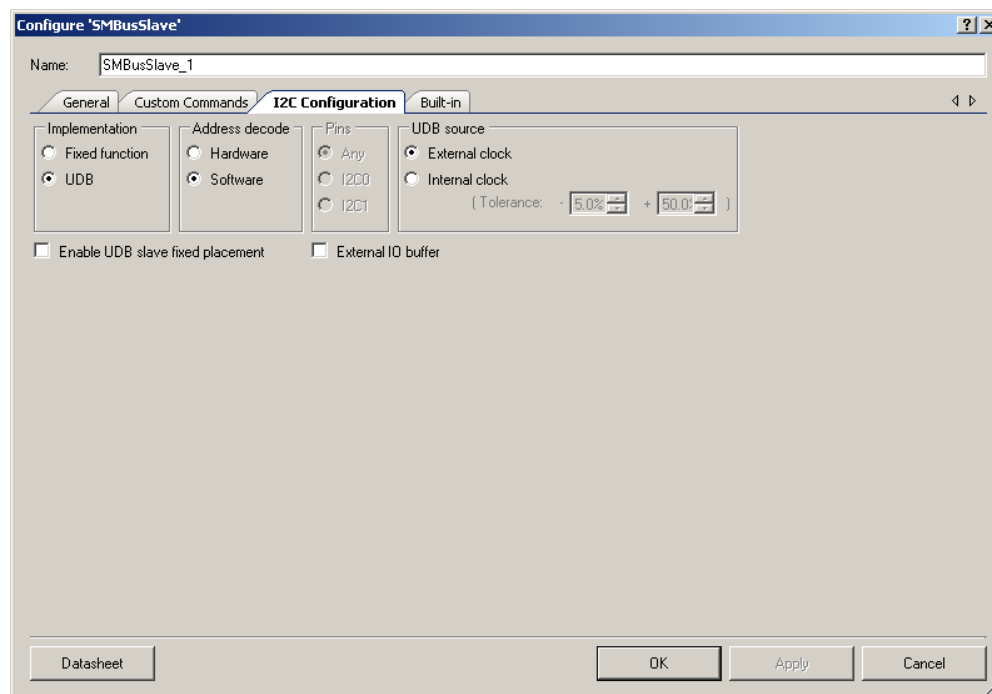 Configure 'SMBusSlave'
Name: SMBusSlave_1
General Custom Commands I2C Configuration Built-in
Implementation Address decode Pins UDB source
Fixed function Hardware Any External clock
UDB Software I2C0 Internal clock
I2C1 ( Tolerance: - 5.0% + 50.0 )
Enable UDB slave fixed placement External IO buffer
Datasheet OK Apply Cancel